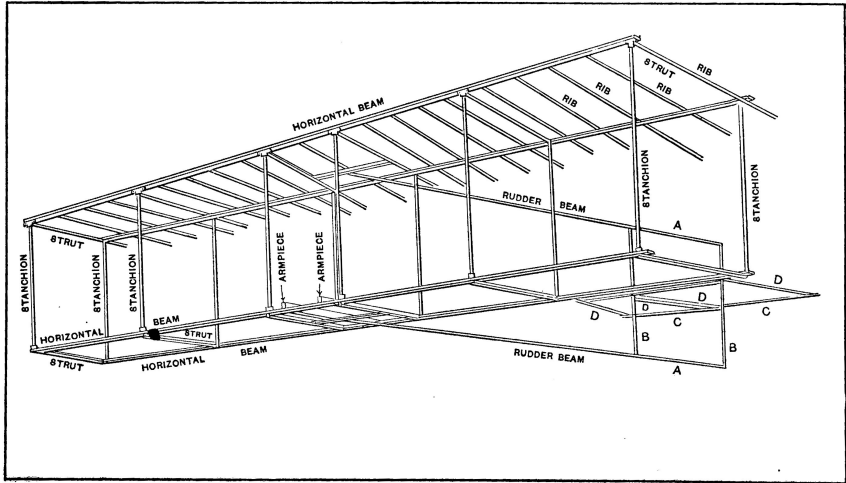 STRUT
RIB
RIB
RIB
RIB
RIB
HORIZONTAL BEAM
STANCHION
STANCHION
RUDDER BEAM
A
STRUT
STANCHION
STANCHION
STANCHION
ARMPIECE
ARMPIECE
D
D
D
D
C
C
B
B
HORIZONTAL BEAM
STRUT
STRUT
HORIZONTAL BEAM
RUDDER BEAM
A